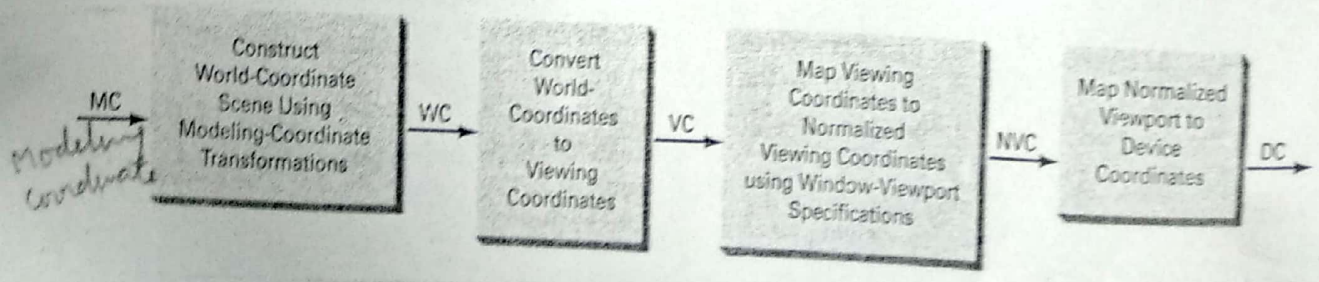 MC
Modeling
Coordinate
Construct
World-Coordinate
Scene Using
Modeling-Coordinate
Transformations
WC
Convert
World-
Coordinates
to
Viewing
Coordinates
VC
Map Viewing
Coordinates to
Normalized
Viewing Coordinates
using Window-Viewport
Specifications
NVC
Map Normalized
Viewport to
Device
Coordinates
DC